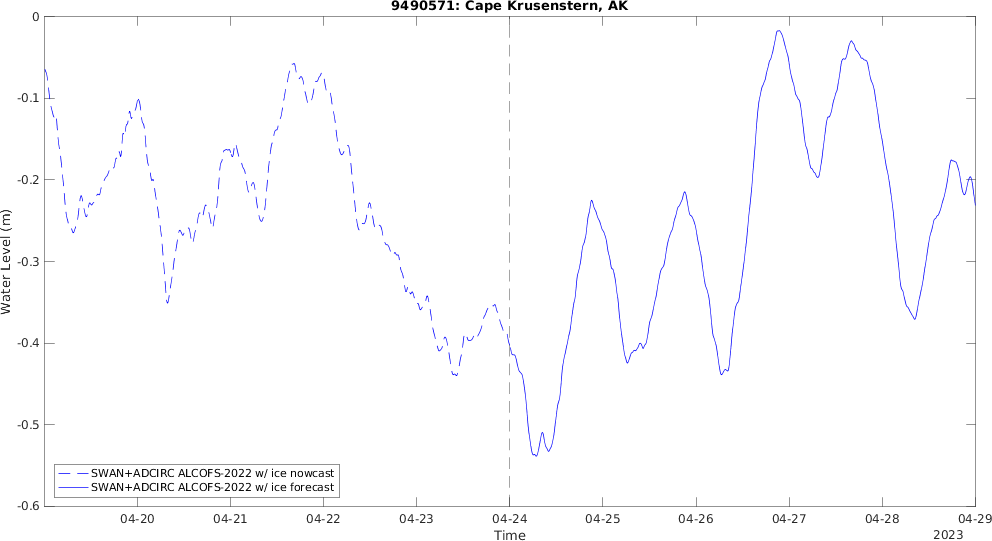 9490571: Cape Krusenstern, AK
0
-0.1
-0.2
-0.3
-0.4
-0.5
-0.6
Water Level (m)
SWAN+ADCIRC ALCOFS-2022 w/ ice nowcast
SWAN+ADCIRC ALCOFS-2022 w/ ice forecast
04-20 04-21 04-22 04-23 04-24 04-25 04-26 04-27 04-28 04-29
Time
2023